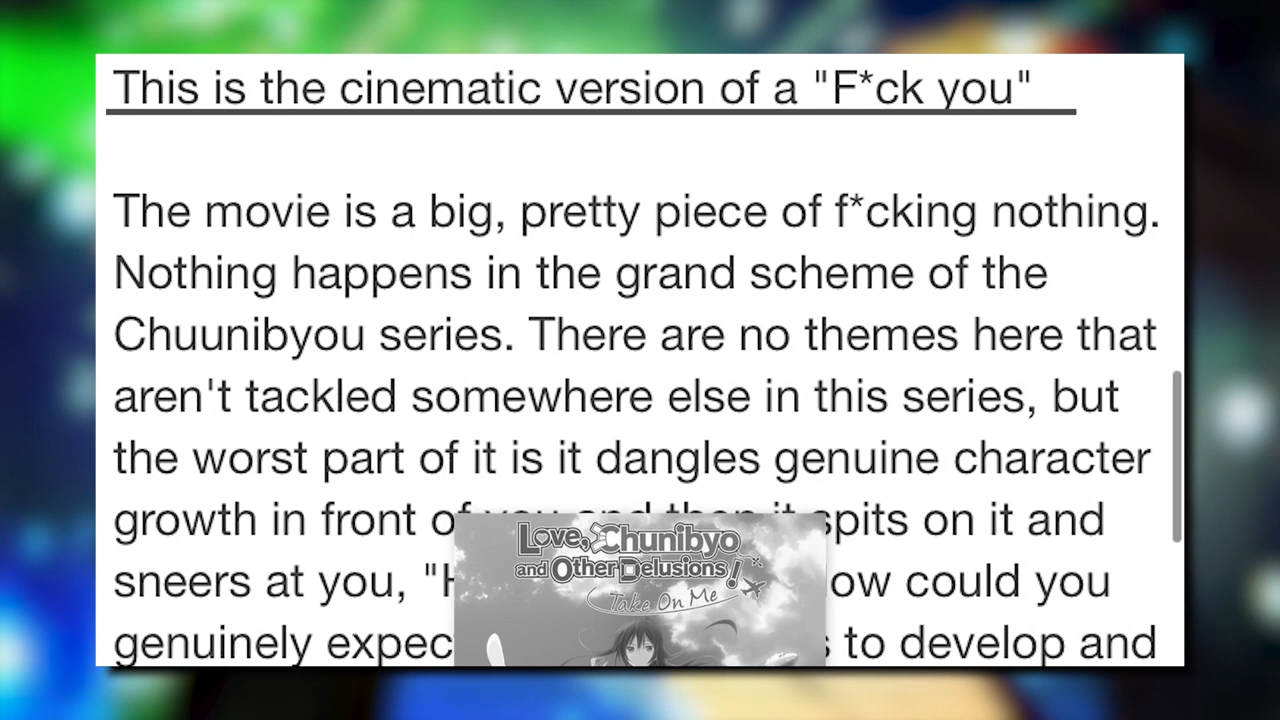 This is the cinematic version of a "F*ck you"
The movie is a big, pretty piece of f*cking nothing.
Nothing happens in the grand scheme of the
Chuunibyou series. There are no themes here that
aren't tackled somewhere else in this series, but
the worst part of it is it dangles genuine character
growth in front of you and then it spits on it and
sneers at you, "H ow could you
genuinely expec s to develop and
Love, Chunibyo
and Other Delusions!
Take On Me